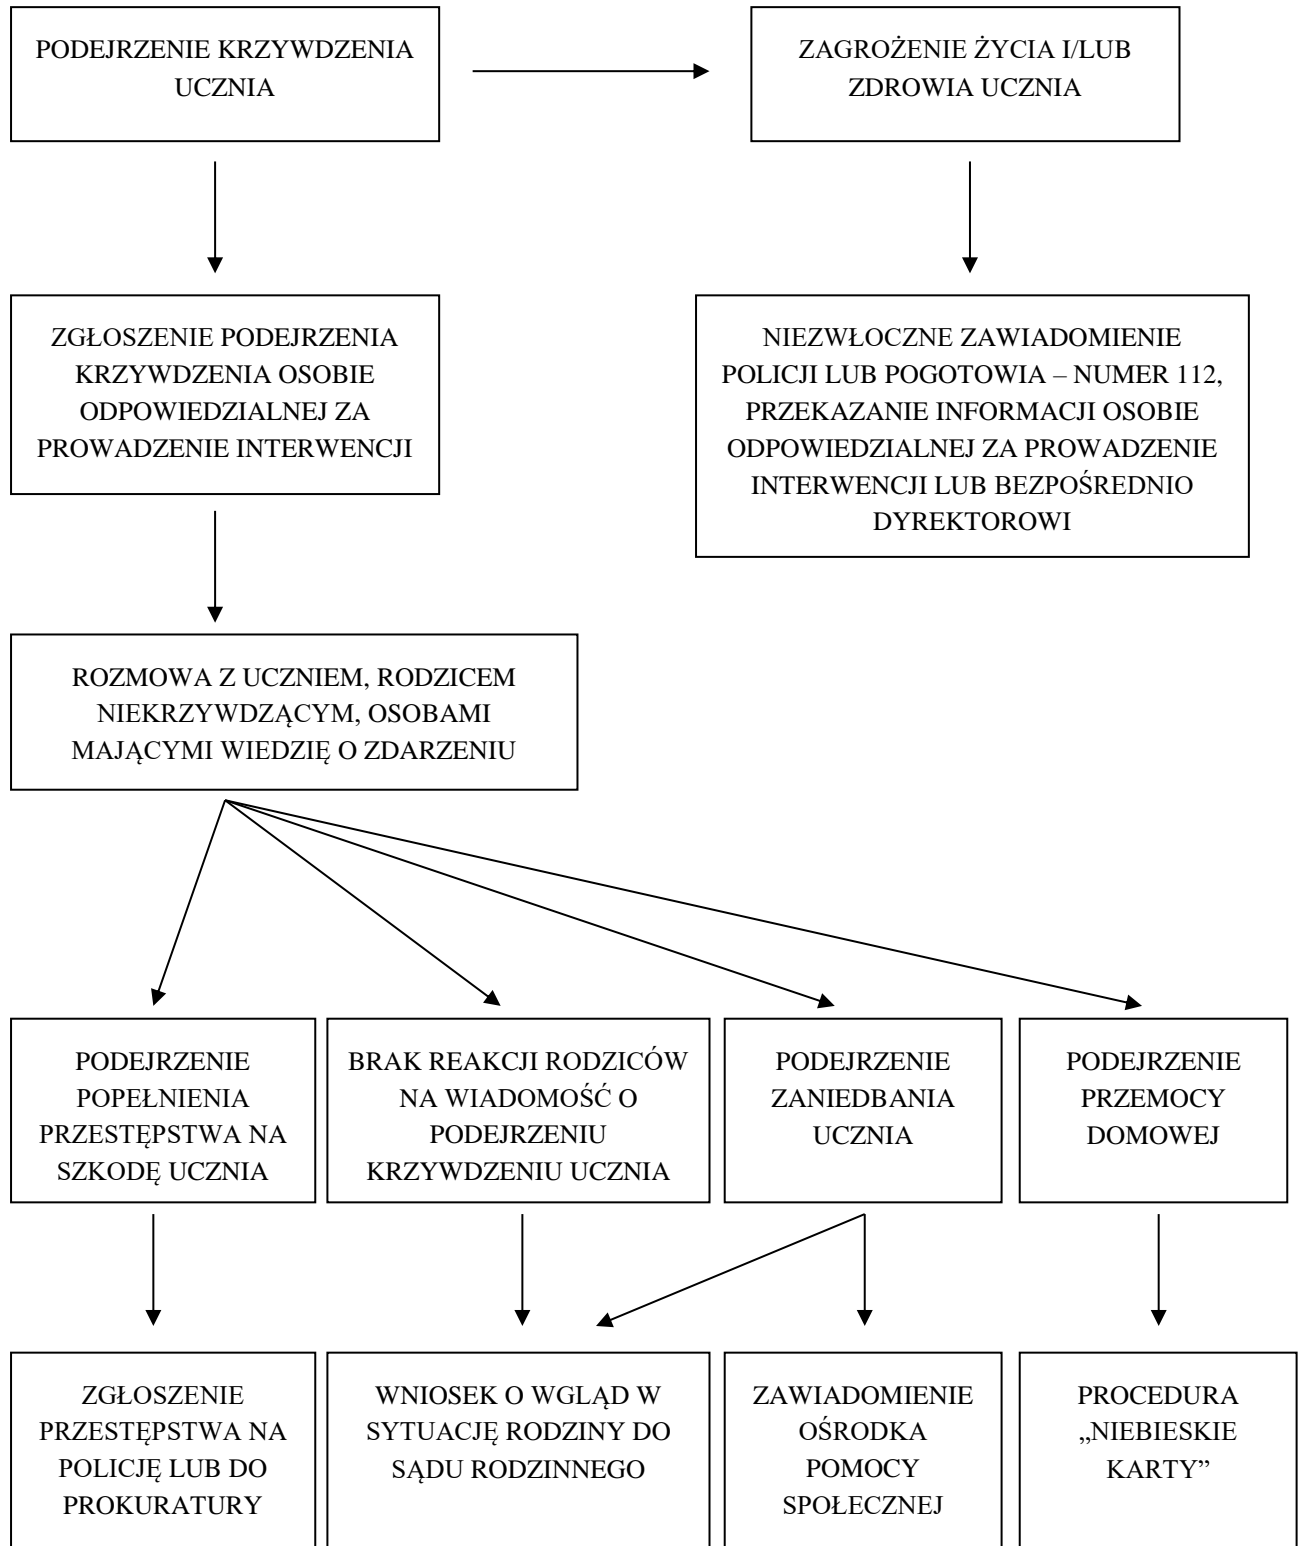 PODEJRZENIE KRZYWDZENIA
UCZNIA
ZAGROŻENIE ŻYCIA I/LUB
ZDROWIA UCZNIA
ZGŁOSZENIE PODEJRZENIA
KRZYWDZENIA OSOBIE
ODPOWIEDZIALNEJ ZA
PROWADZENIE INTERWENCJI
NIEZWŁOCZNE ZAWIADOMIENIE
POLICJI LUB POGOTOWIA – NUMER 112,
PRZEKAZANIE INFORMACJI OSOBIE
ODPOWIEDZIALNEJ ZA PROWADZENIE
INTERWENCJI LUB BEZPOŚREDNIO
DYREKTOROWI
ROZMOWA Z UCZNIEM, RODZICEM
NIEKRZYWDZĄCYM, OSOBAMI
MAJĄCYMI WIEDZIĘ O ZDARZENIU
PODEJRZENIE
POPEŁNIENIA
PRZESTĘPSTWA NA
SZKODĘ UCZNIA
BRAK REAKCJI RODZICÓW
NA WIADOMOŚĆ O
PODEJRZENIU
KRZYWDZENIU UCZNIA
PODEJRZENIE
ZANIEDBANIA
UCZNIA
PODEJRZENIE
PRZEMOCY
DOMOWEJ
ZGŁOSZENIE
PRZESTĘPSTWA NA
POLICJĘ LUB DO
PROKURATURY
WNIOSEK O WGLĄD W
SYTUACJĘ RODZINY DO
SĄDU RODZINNEGO
ZAWIADOMIENIE
OŚRODKA
POMOCY
SPOŁECZNEJ
PROCEDURA
„NIEBIESKIE
KARTY”